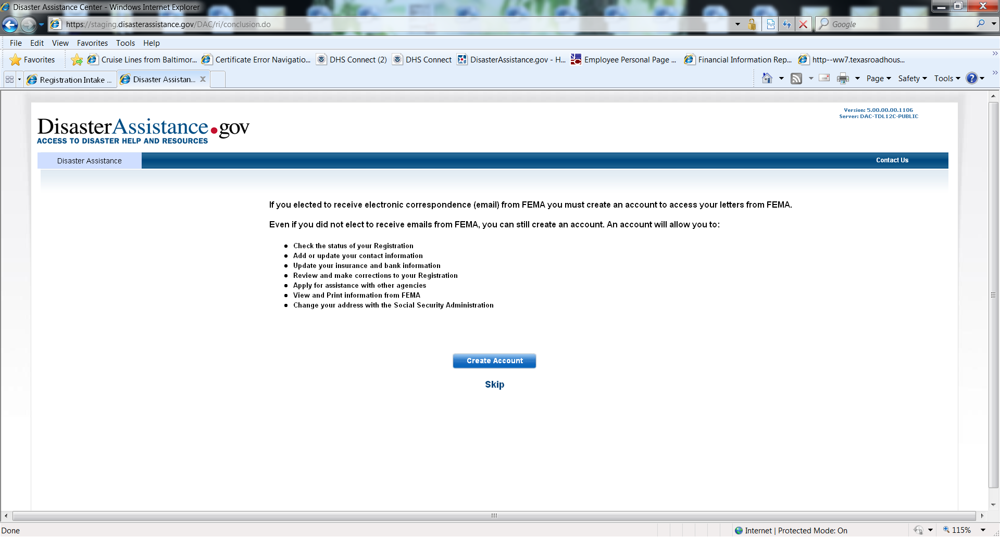 Disaster Assistance Center - Windows Internet Explorer
https://staging.disasterassistance.gov/DAC/ri/conclusion.do
Google
File Edit View Favorites Tools Help
Favorites Cruise Lines from Baltimor... Certificate Error Navigatio... DHS Connect (2) DHS Connect DisasterAssistance.gov - H... Employee Personal Page ... Financial Information Rep... http--ww7.texasroadhous...
Registration Intake ... Disaster Assistan... Page Safety Tools
Version: 5.00.00.00.1106
Server: DAC-TDL12C-PUBLIC
DisasterAssistance.gov
ACCESS TO DISASTER HELP AND RESOURCES
Disaster Assistance Contact Us
If you elected to receive electronic correspondence (email) from FEMA you must create an account to access your letters from FEMA.
Even if you did not elect to receive emails from FEMA, you can still create an account. An account will allow you to:
• Check the status of your Registration
• Add or update your contact information
• Update your insurance and bank information
• Review and make corrections to your Registration
• Apply for assistance with other agencies
• View and Print information from FEMA
• Change your address with the Social Security Administration
Create Account
Skip
Done Internet | Protected Mode: On 115%